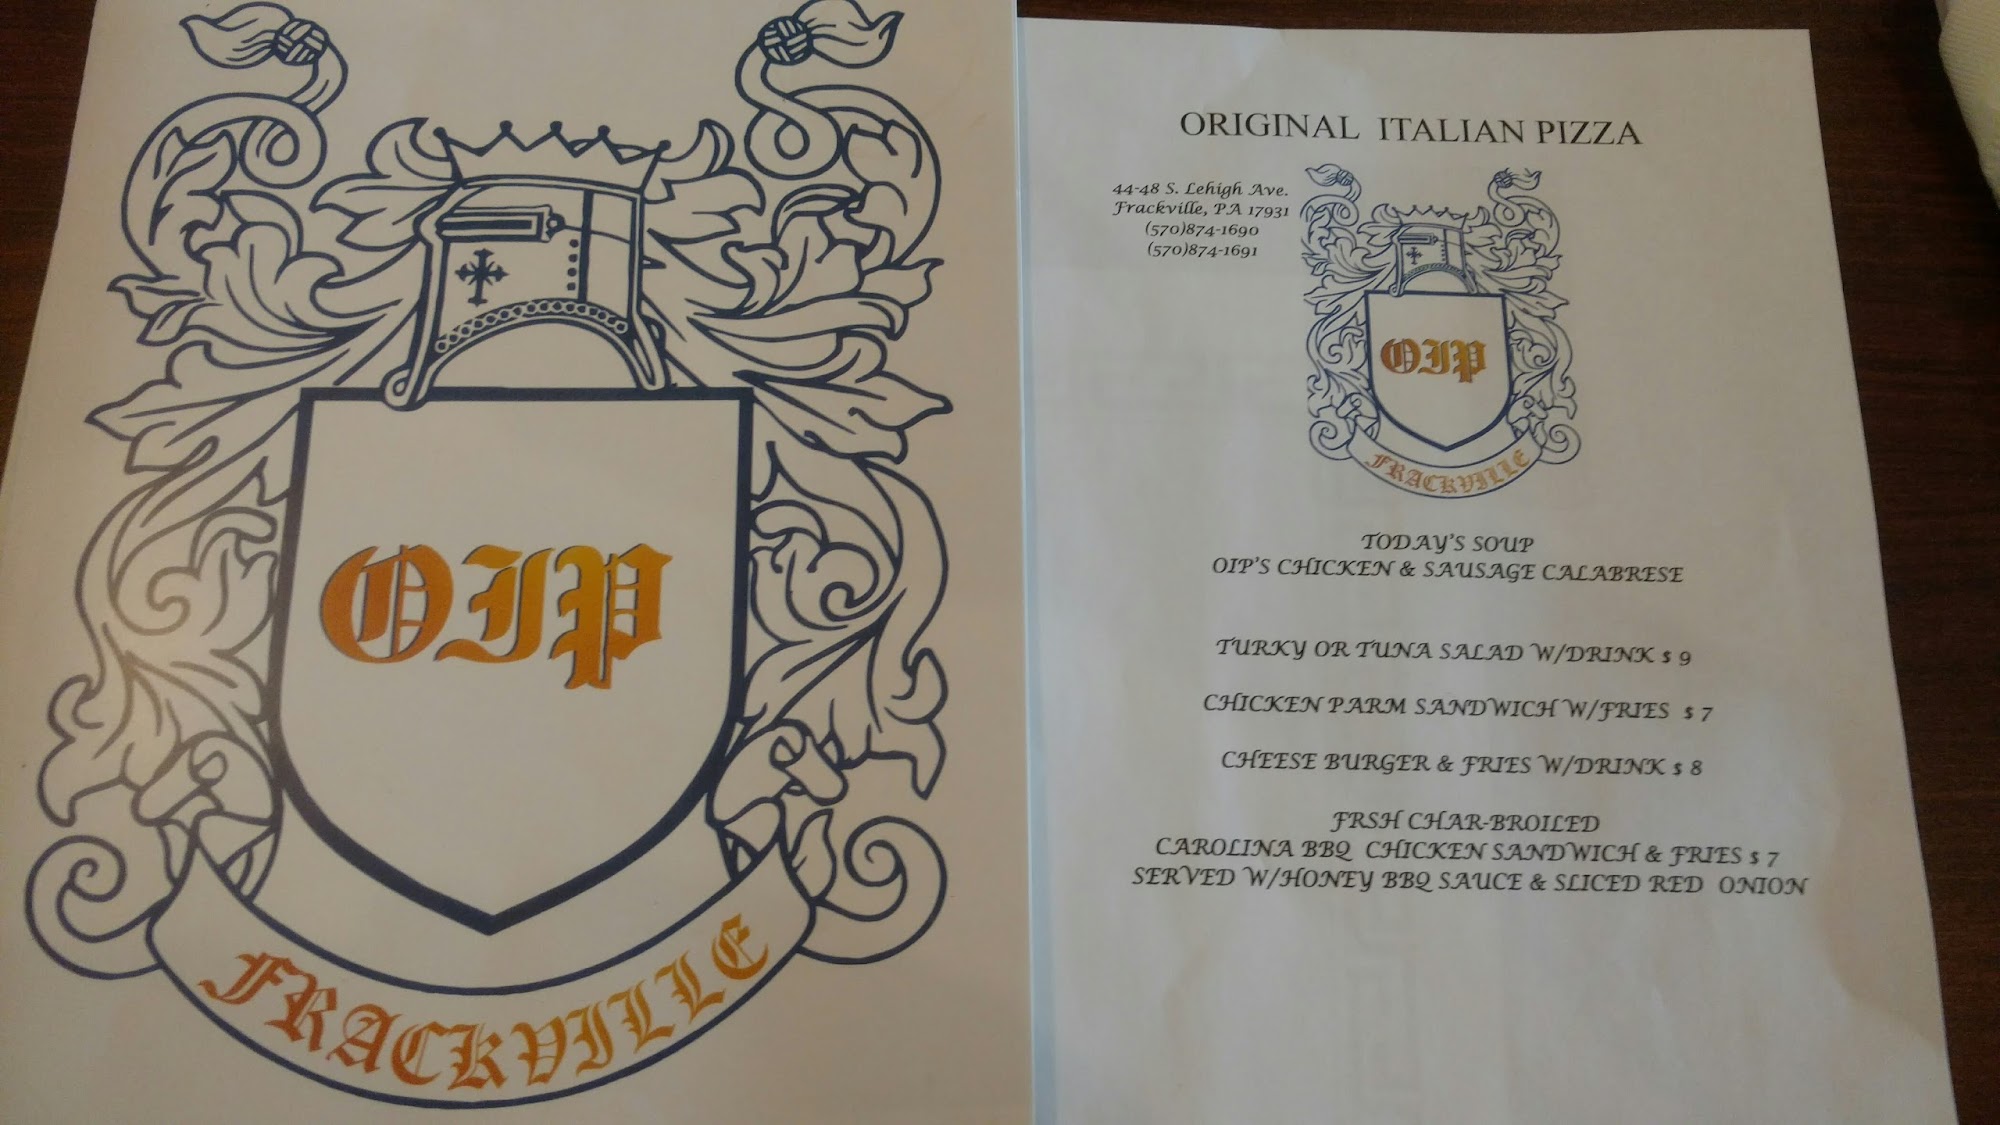 OIP
FRACKVILLE
ORIGINAL ITALIAN PIZZA
44-48 S. Lehigh Ave.
Frackville, PA 17931
(570)874-1690
(570)874-1691
OIP
FRACKVILLE
TODAY'S SOUP
OIP'S CHICKEN & SAUSAGE CALABRESE
TURKY OR TUNA SALAD W/DRINK $ 9
CHICKEN PARM SANDWICH W/FRIES $ 7
CHEESE BURGER & FRIES W/DRINK $ 8
FRSH CHAR-BROILED
CAROLINA BBQ CHICKEN SANDWICH & FRIES $ 7
SERVED W/HONEY BBQ SAUCE & SLICED RED ONION